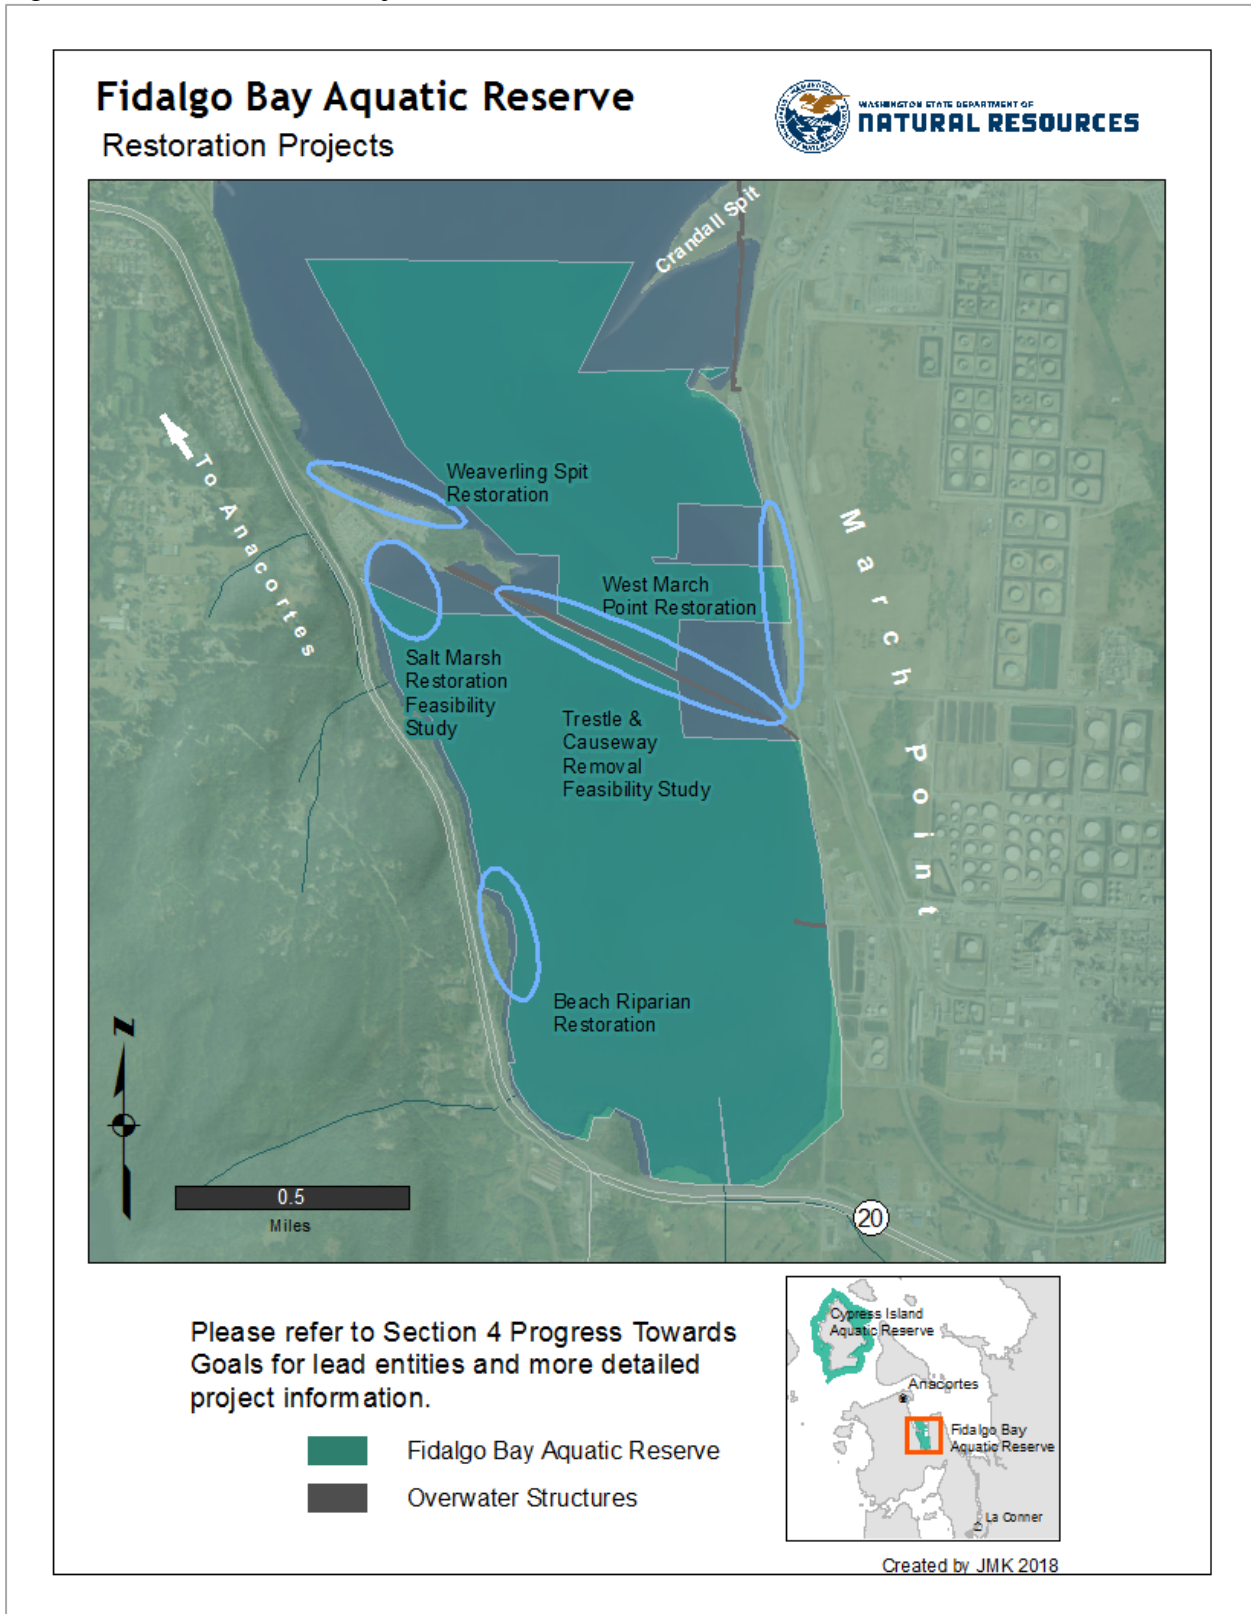 Fidalgo Bay Aquatic Reserve
Restoration Projects
WASHINGTON STATE DEPARTMENT OF
NATURAL RESOURCES
Crandall Spit
To Anacortes
Weaverling Spit
Restoration
March Point
West March
Point Restoration
Salt Marsh
Restoration
Feasibility
Study
Trestle &
Causeway
Removal
Feasibility Study
Beach Riparian
Restoration
N
0.5
Miles
20
Please refer to Section 4 Progress Towards
Goals for lead entities and more detailed
project information.
Fidalgo Bay Aquatic Reserve
Overwater Structures
Cypress Island
Aquatic Reserve
Anacortes
Fidalgo Bay
Aquatic Reserve
La Conner
Created by JMK 2018